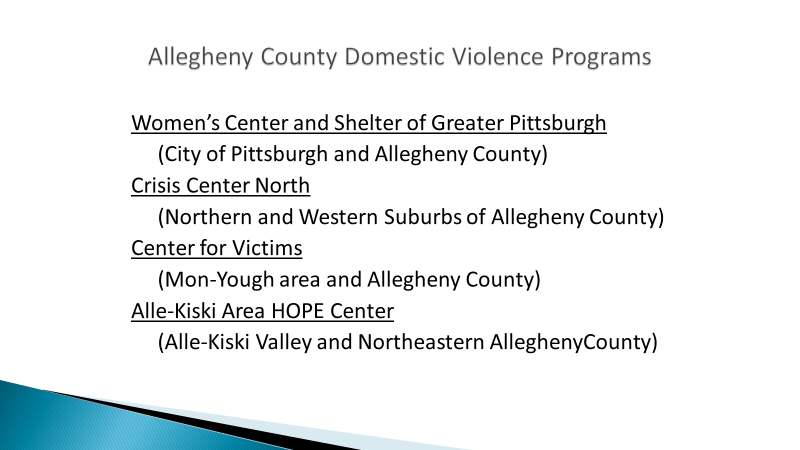 Allegheny County Domestic Violence Programs
Women’s Center and Shelter of Greater Pittsburgh
(City of Pittsburgh and Allegheny County)
Crisis Center North
(Northern and Western Suburbs of Allegheny County)
Center for Victims
(Mon-Yough area and Allegheny County)
Alle-Kiski Area HOPE Center
(Alle-Kiski Valley and Northeastern AlleghenyCounty)